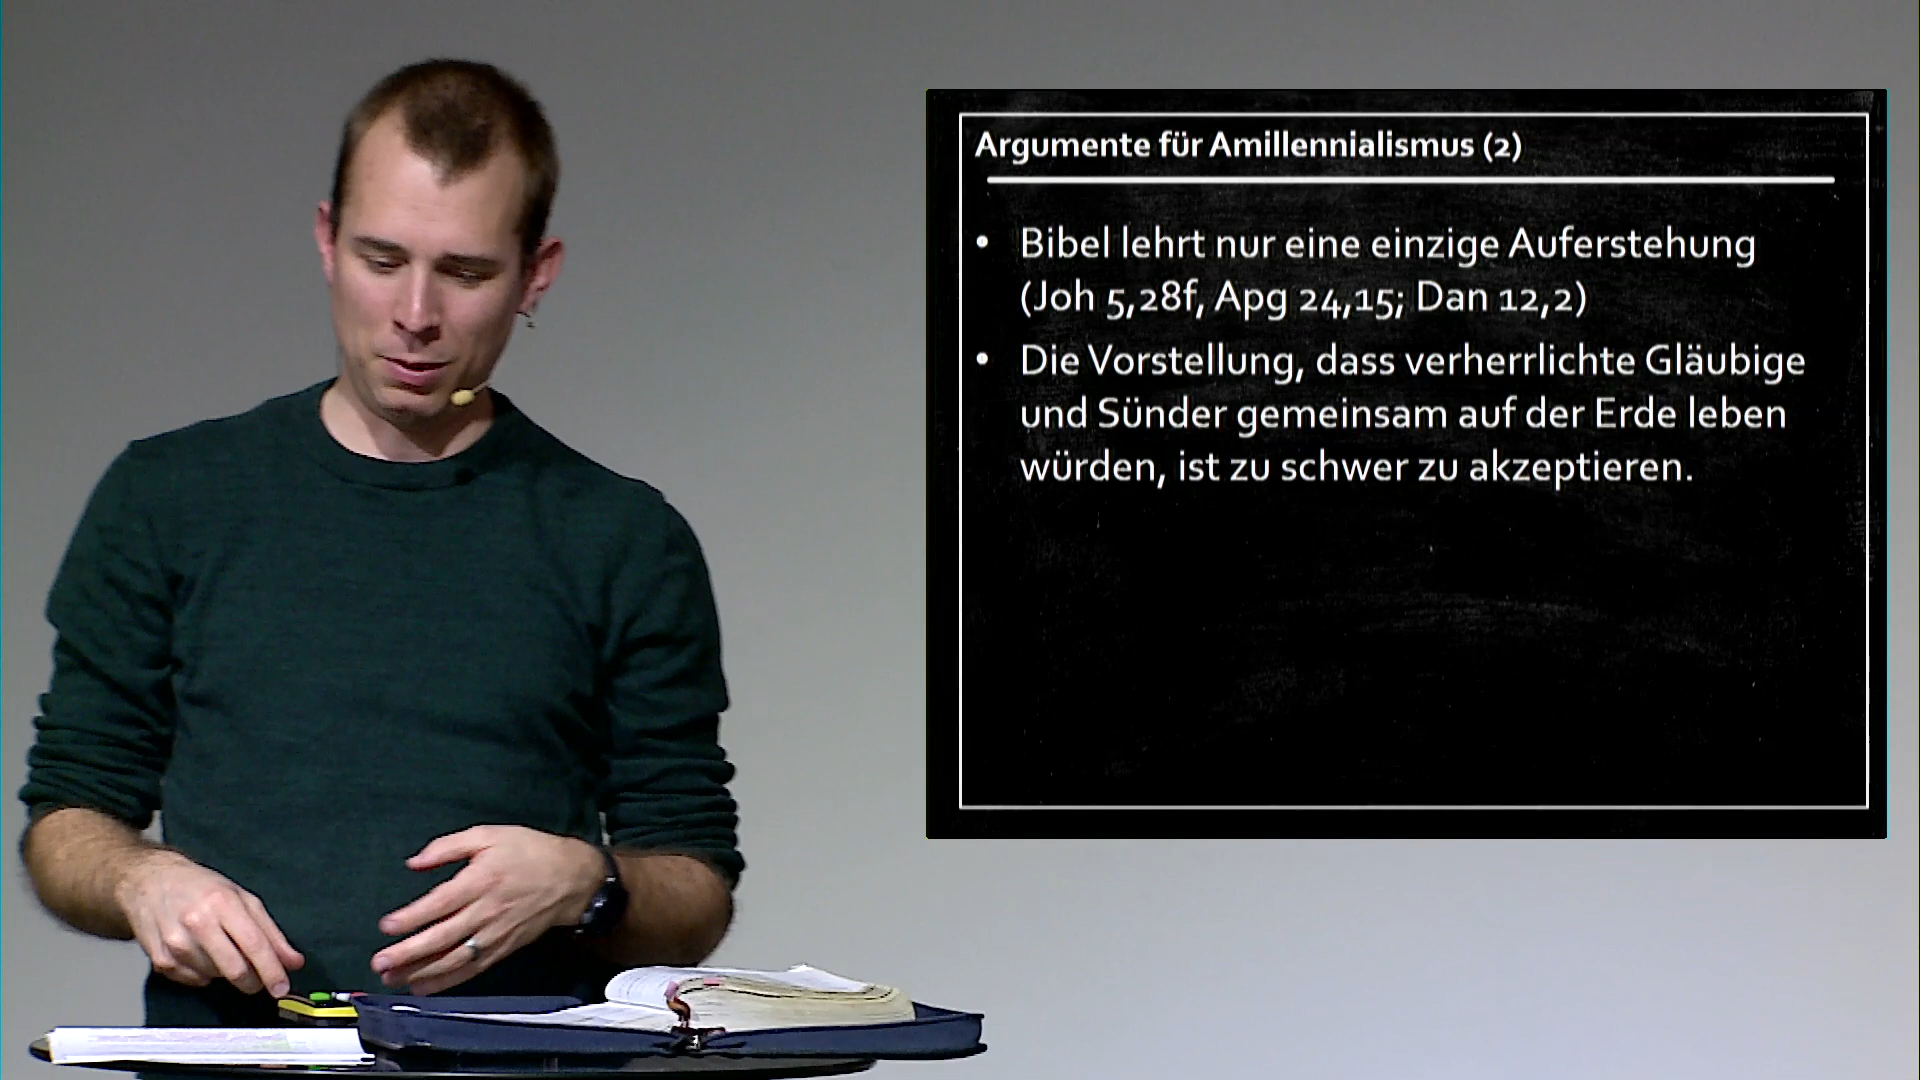 Argumente für Amillennialismus (2)
• Bibel lehrt nur eine einzige Auferstehung
(Joh 5,28f, Apg 24,15; Dan 12,2)
• Die Vorstellung, dass verherrlichte Gläubige
und Sünder gemeinsam auf der Erde leben
würden, ist zu schwer zu akzeptieren.